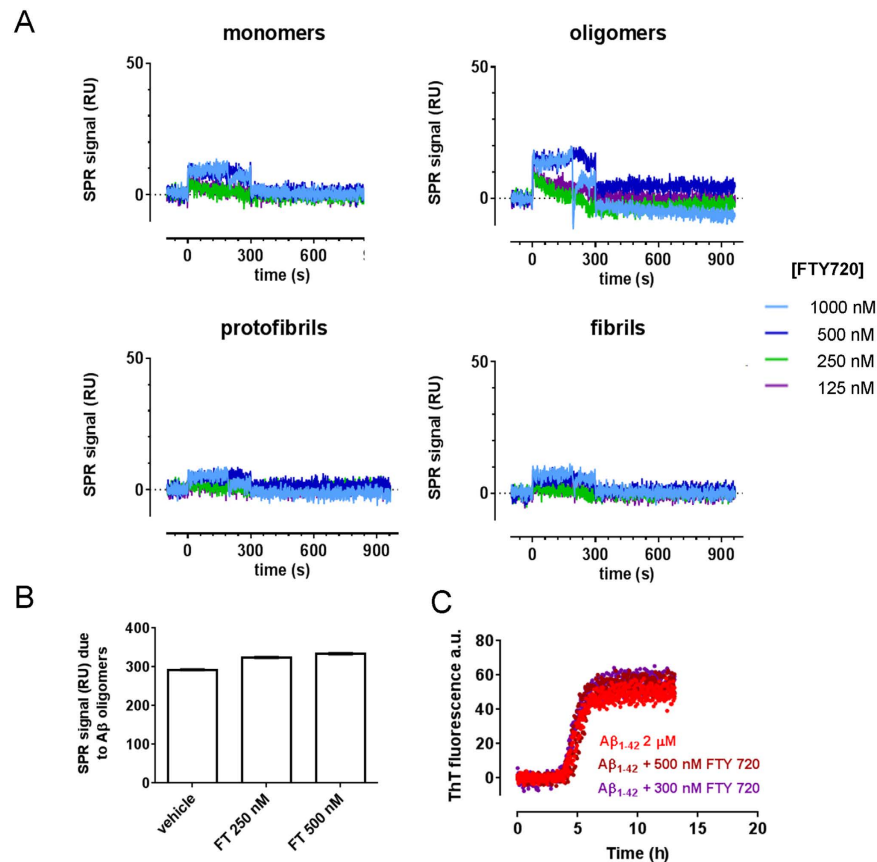 A
monomers
50
0
SPR signal (RU)
0 300 600 9
time (s)
oligomers
50
0
SPR signal (RU)
0 300 600 900
time (s)
[FTY720]
1000 nM
500 nM
250 nM
125 nM
protofibrils
50
0
SPR signal (RU)
0 300 600 900
time (s)
fibrils
50
0
SPR signal (RU)
0 300 600 900
time (s)
B
SPR signal (RU) due
to Aβ oligomers
400
300
200
100
0
vehicle
FT 250 nM
FT 500 nM
C
ThT fluorescence a.u.
80
60
40
20
0
Aβ1-42 2 μM
Aβ1-42 + 500 nM FTY 720
Aβ1-42 + 300 nM FTY 720
0 5 10 15 20
Time (h)